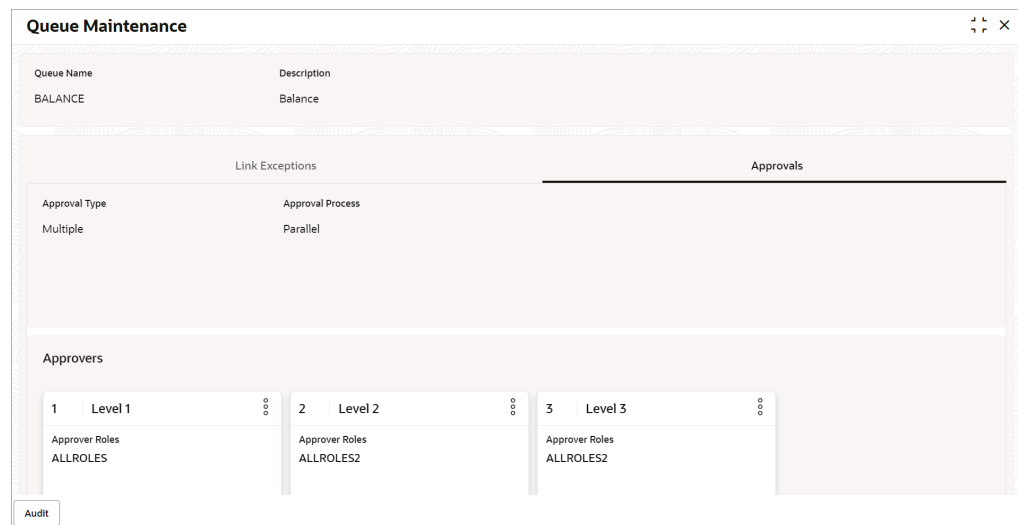 Queue Maintenance
Queue Name Description
BALANCE Balance
Link Exceptions Approvals
Approval Type Approval Process
Multiple Parallel
Approvers
1 Level 1 2 Level 2 3 Level 3
Approver Roles Approver Roles Approver Roles
ALLROLES ALLROLES2 ALLROLES2
Audit